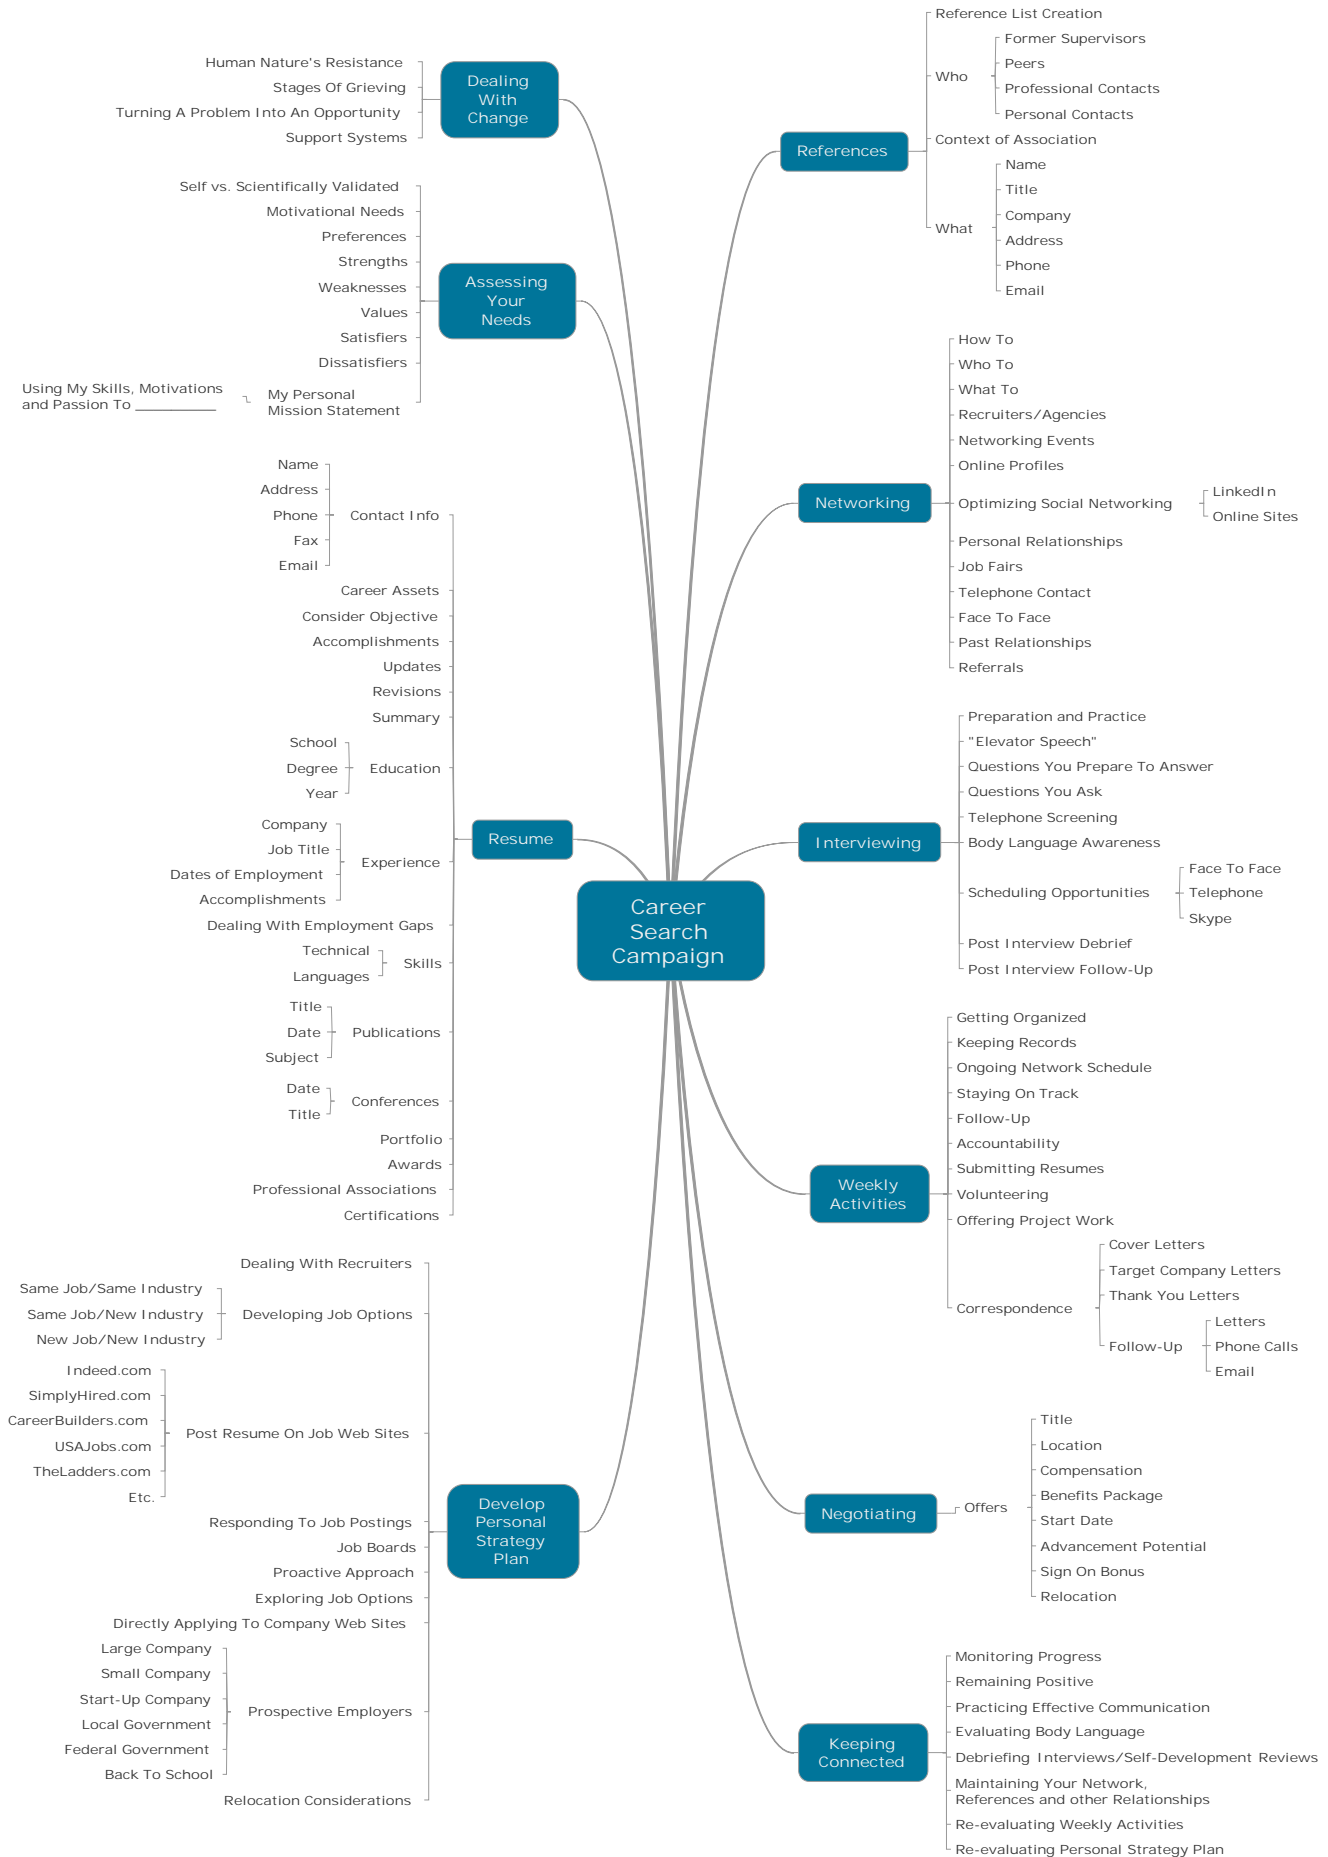 Career
Search
Campaign
Dealing
With
Change
Human Nature's Resistance
Stages Of Grieving
Turning A Problem Into An Opportunity
Support Systems
Assessing
Your
Needs
Self vs. Scientifically Validated
Motivational Needs
Preferences
Strengths
Weaknesses
Values
Satisfiers
Dissatisfiers
My Personal
Mission Statement
Using My Skills, Motivations
and Passion To ____________
Resume
Contact Info
Name
Address
Phone
Fax
Email
Career Assets
Consider Objective
Accomplishments
Updates
Revisions
Summary
Education
School
Degree
Year
Experience
Company
Job Title
Dates of Employment
Accomplishments
Dealing With Employment Gaps
Skills
Technical
Languages
Publications
Title
Date
Subject
Conferences
Date
Title
Portfolio
Awards
Professional Associations
Certifications
Develop
Personal
Strategy
Plan
Dealing With Recruiters
Developing Job Options
Same Job/Same Industry
Same Job/New Industry
New Job/New Industry
Post Resume On Job Web Sites
Indeed.com
SimplyHired.com
CareerBuilders.com
USAJobs.com
TheLadders.com
Etc.
Responding To Job Postings
Job Boards
Proactive Approach
Exploring Job Options
Directly Applying To Company Web Sites
Prospective Employers
Large Company
Small Company
Start-Up Company
Local Government
Federal Government
Back To School
Relocation Considerations
References
Reference List Creation
Who
Former Supervisors
Peers
Professional Contacts
Personal Contacts
Context of Association
What
Name
Title
Company
Address
Phone
Email
Networking
How To
Who To
What To
Recruiters/Agencies
Networking Events
Online Profiles
Optimizing Social Networking
LinkedIn
Online Sites
Personal Relationships
Job Fairs
Telephone Contact
Face To Face
Past Relationships
Referrals
Interviewing
Preparation and Practice
"Elevator Speech"
Questions You Prepare To Answer
Questions You Ask
Telephone Screening
Body Language Awareness
Scheduling Opportunities
Face To Face
Telephone
Skype
Post Interview Debrief
Post Interview Follow-Up
Weekly
Activities
Getting Organized
Keeping Records
Ongoing Network Schedule
Staying On Track
Follow-Up
Accountability
Submitting Resumes
Volunteering
Offering Project Work
Correspondence
Cover Letters
Target Company Letters
Thank You Letters
Follow-Up
Letters
Phone Calls
Email
Negotiating
Offers
Title
Location
Compensation
Benefits Package
Start Date
Advancement Potential
Sign On Bonus
Relocation
Keeping
Connected
Monitoring Progress
Remaining Positive
Practicing Effective Communication
Evaluating Body Language
Debriefing Interviews/Self-Development Reviews
Maintaining Your Network,
References and other Relationships
Re-evaluating Weekly Activities
Re-evaluating Personal Strategy Plan